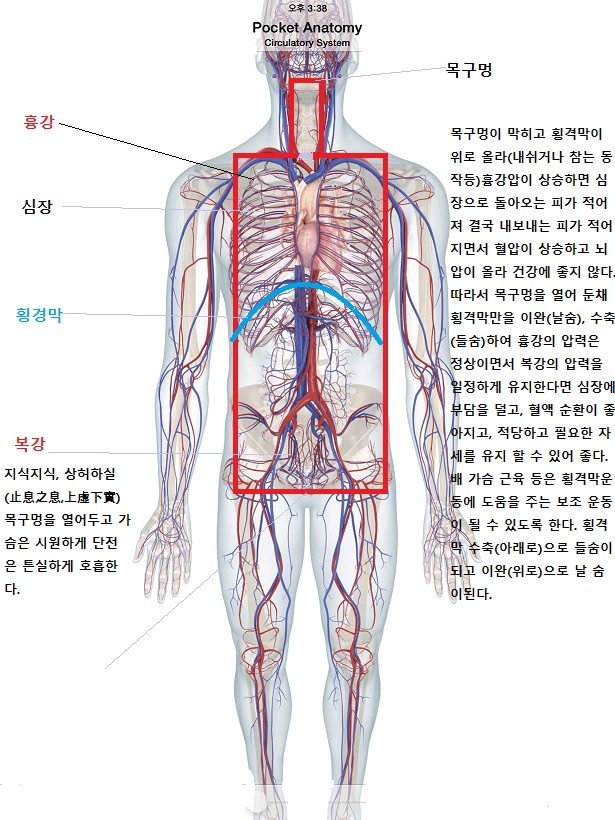 오후 3:38
Pocket Anatomy
Circulatory System
목구멍
흉강
심장
횡경막
복강
지식지식, 상허하실
(止息之息,上虛下實)
목구멍을 열어두고 가
슴은 시원하게 단전
은 튼실하게 호흡한
다.
목구멍이 막히고 횡격막이
위로 올라(내쉬거나 참는 동
작등)흉강압이 상승하면 심
장으로 돌아오는 피가 적어
져 결국 내보내는 피가 적어
지면서 혈압이 상승하고 뇌
압이 올라 건강에 좋지 않다.
따라서 목구멍을 열어 둔채
횡격막만을 이완(날숨), 수축
(들숨)하여 흉강의 압력은
정상이면서 복강의 압력을
일정하게 유지한다면 심장에
부담을 덜고, 혈액 순환이 좋
아지고, 적당하고 필요한 자
세를 유지 할 수 있어 좋다.
배 가슴 근육 등은 횡격막운
동에 도움을 주는 보조 운동
이 될 수 있도록 한다. 횡격
막 수축(아래로)으로 들숨이
되고 이완(위로)으로 날 숨
이된다.